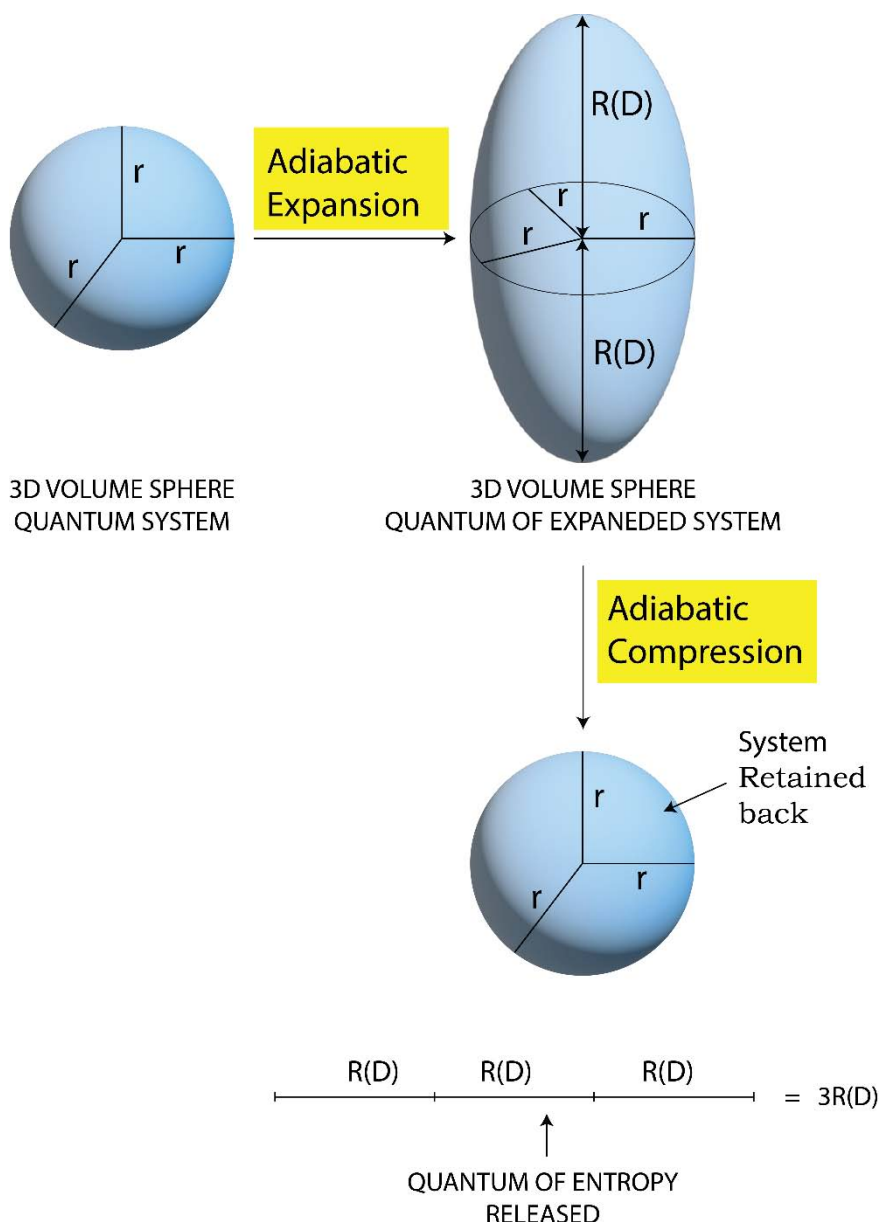 r
r
r
Adiabatic
Expansion
R(D)
r
r
r
R(D)
3D VOLUME SPHERE
QUANTUM SYSTEM
3D VOLUME SPHERE
QUANTUM OF EXPANEDED SYSTEM
Adiabatic
Compression
System
Retained
back
r
r
r
R(D) R(D) R(D)
= 3R(D)
QUANTUM OF ENTROPY
RELEASED